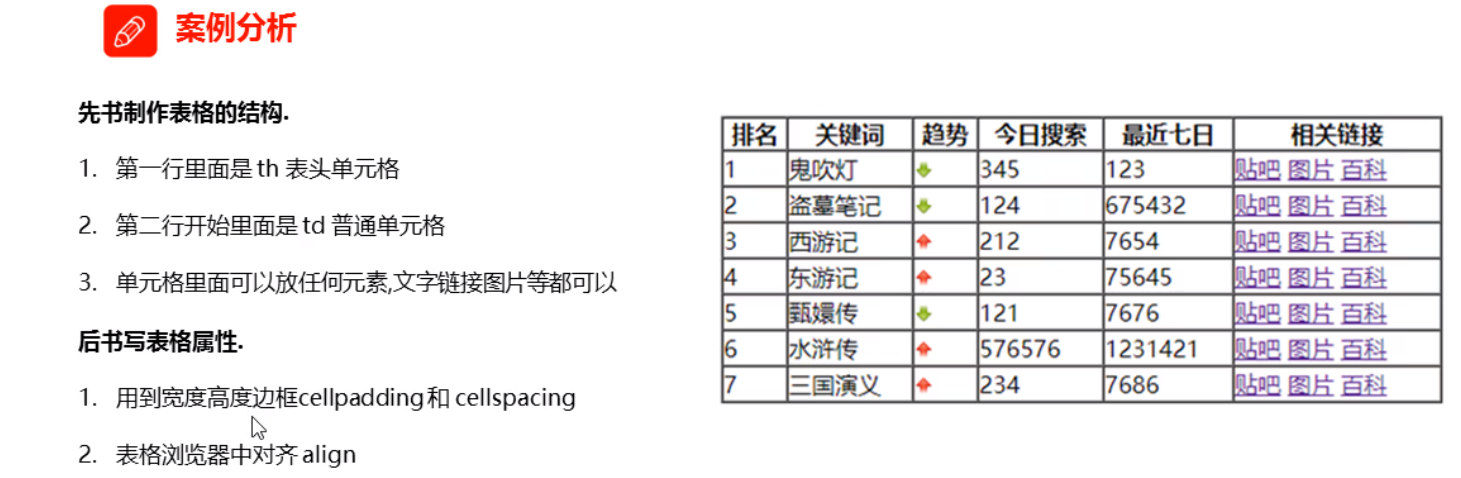 案例分析
先书制作表格的结构.
1. 第一行里面是 th 表头单元格
2. 第二行开始里面是 td 普通单元格
3. 单元格里面可以放任何元素,文字链接图片等都可以
后书写表格属性.
1. 用到宽度高度边框cellpadding 和 cellspacing
2. 表格浏览器中对齐 align
排名 关键词 趋势 今日搜索 最近七日 相关链接
1 鬼吹灯 345 123 贴吧 图片 百科
2 盗墓笔记 124 675432 贴吧 图片 百科
3 西游记 212 7654 贴吧 图片 百科
4 东游记 23 75645 贴吧 图片 百科
5 甄嬛传 121 7676 贴吧 图片 百科
6 水浒传 576576 1231421 贴吧 图片 百科
7 三国演义 234 7686 贴吧 图片 百科